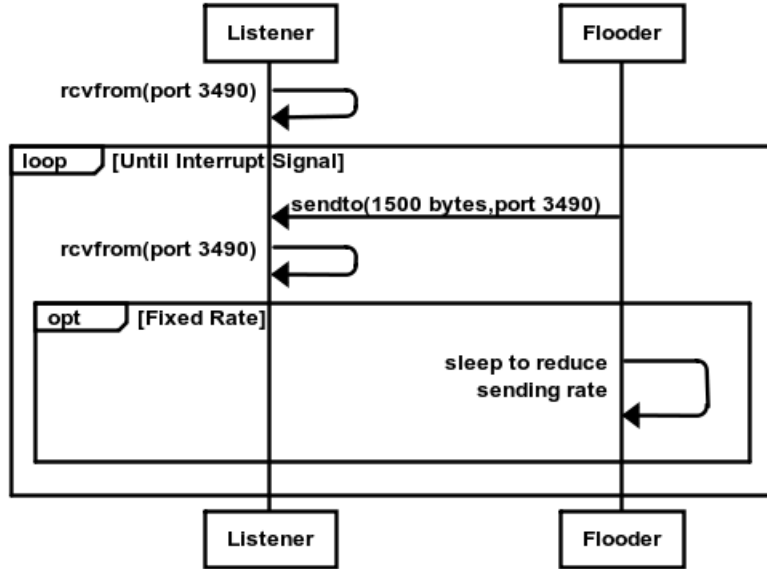 Listener
Flooder
rcvfrom(port 3490)
loop
[Until Interrupt Signal]
sendto(1500 bytes,port 3490)
rcvfrom(port 3490)
opt
[Fixed Rate]
sleep to reduce
sending rate
Listener
Flooder